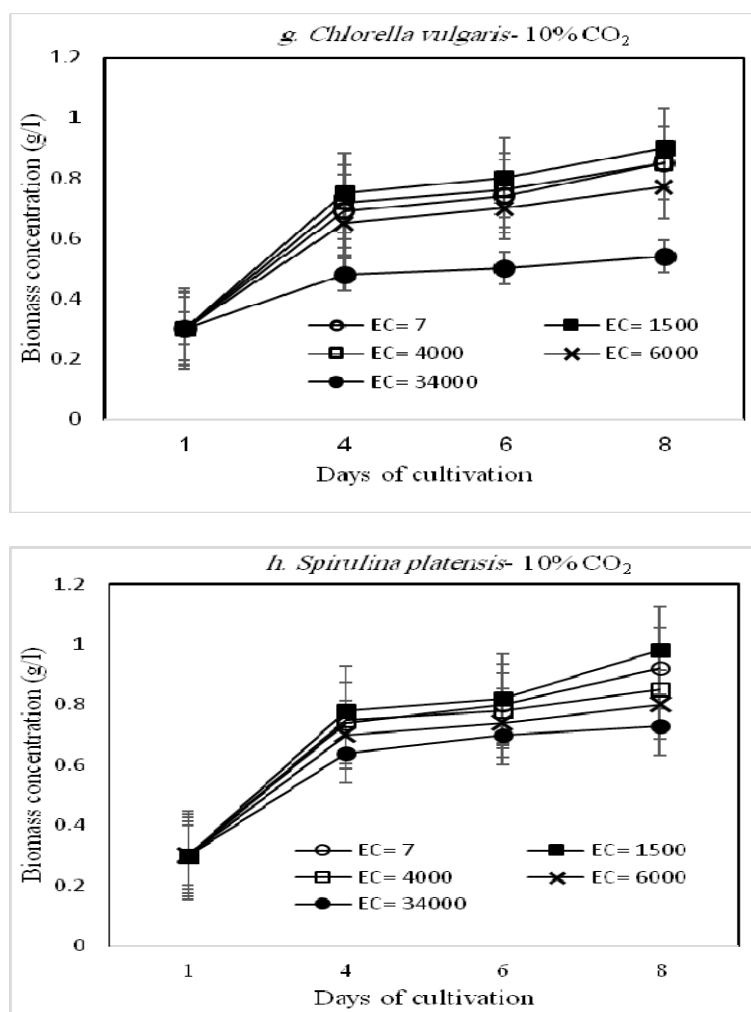 g. Chlorella vulgaris- 10% CO2
1.2
1
0.8
0.6
0.4
0.2
0
Biomass concentration (g/l)
EC= 7
EC= 1500
EC= 4000
EC= 6000
EC= 34000
1 4 6 8
Days of cultivation
h. Spirulina platensis- 10% CO2
1.2
1
0.8
0.6
0.4
0.2
0
Biomass concentration (g/l)
EC= 7
EC= 1500
EC= 4000
EC= 6000
EC= 34000
1 4 6 8
Days of cultivation